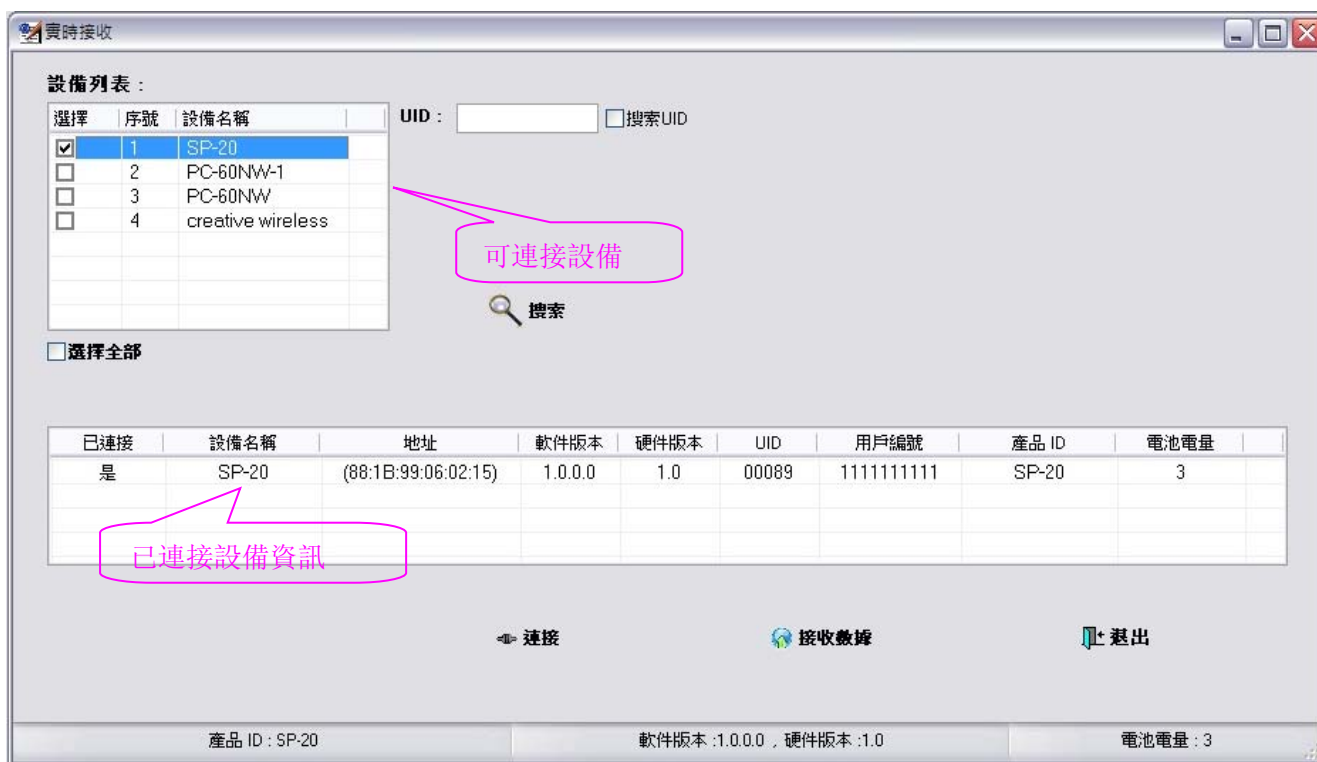 實時接收
設備列表：
選擇 序號 設備名稱
UID： 搜索UID
1 SP-20
2 PC-60NW-1
3 PC-60NW
4 creative wireless
可連接設備
搜索
選擇全部
已連接 設備名稱 地址 軟件版本 硬件版本 UID 用戶編號 產品 ID 電池電量
是 SP-20 (88:1B:99:06:02:15) 1.0.0.0 1.0 00089 1111111111 SP-20 3
已連接設備資訊
連接 接收數據 退出
產品 ID : SP-20 軟件版本 :1.0.0.0 , 硬件版本 :1.0 電池電量 : 3